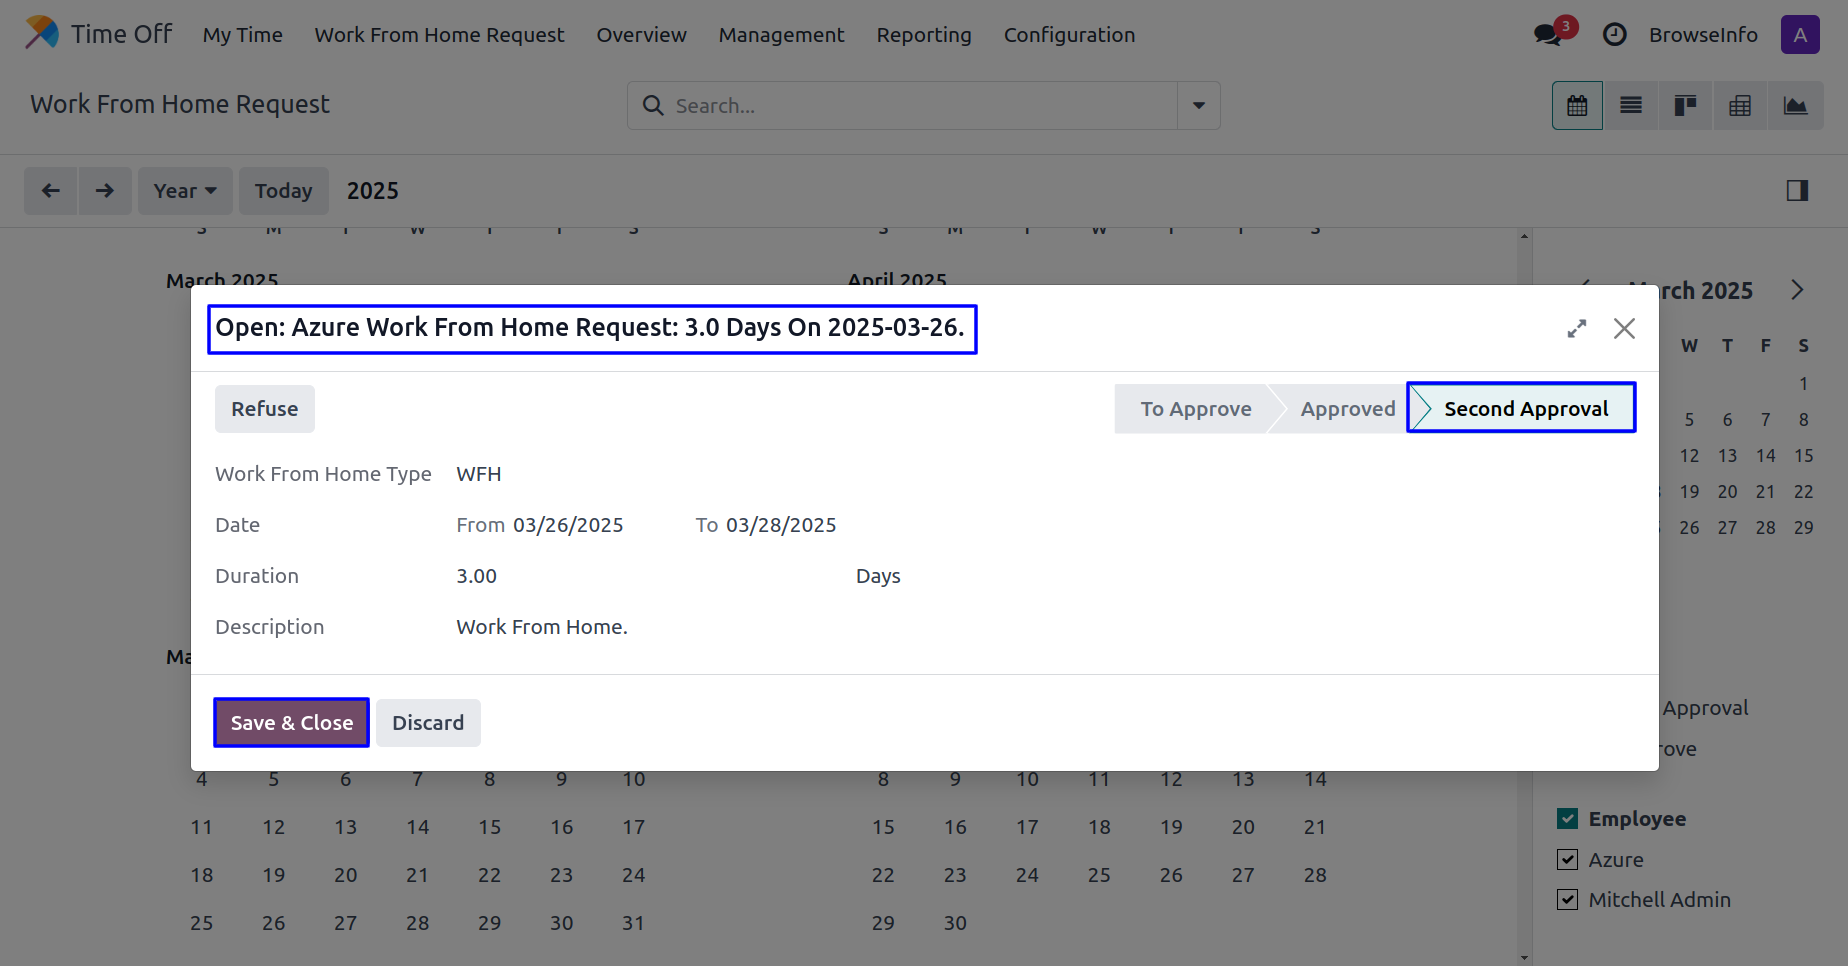 Time Off My Time Work From Home Request Overview Management Reporting Configuration 3 BrowseInfo A
Work From Home Request Search...
Year Today 2025
S M T W T F S S M T W T F S
March 2025 April 2025 March 2025
Open: Azure Work From Home Request: 3.0 Days On 2025-03-26.
W T F S
1
Refuse To Approve Approved Second Approval
5 6 7 8
12 13 14 15
Work From Home Type WFH
19 20 21 22
Date From 03/26/2025 To 03/28/2025
26 27 28 29
Duration 3.00 Days
Description Work From Home.
Ma
Approval
Save & Close Discard
rove
4 5 6 7 8 9 10 8 9 10 11 12 13 14
Employee
11 12 13 14 15 16 17 15 16 17 18 19 20 21
Azure
18 19 20 21 22 23 24 22 23 24 25 26 27 28
Mitchell Admin
25 26 27 28 29 30 31 29 30